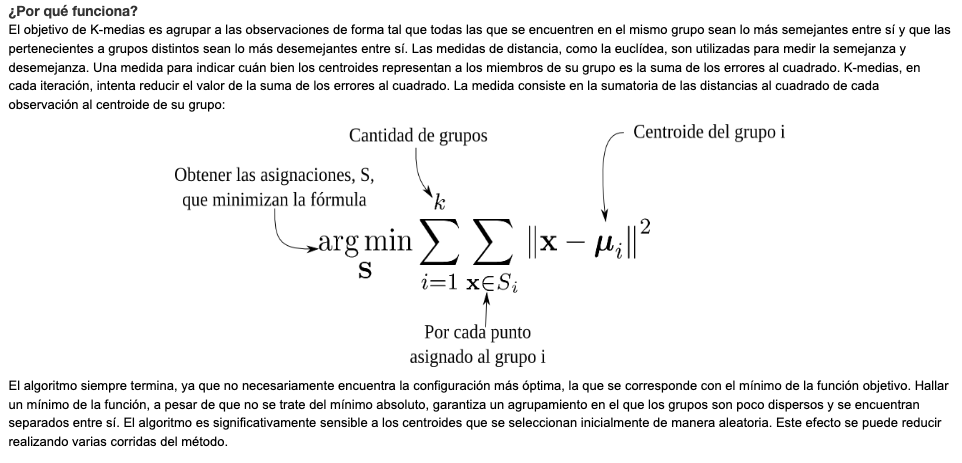 ¿Por qué funciona?
El objetivo de K-medias es agrupar a las observaciones de forma tal que todas las que se encuentren en el mismo grupo sean lo más semejantes entre sí y que las
pertenecientes a grupos distintos sean lo más desemejantes entre sí. Las medidas de distancia, como la euclídea, son utilizadas para medir la semejanza y
desemejanza. Una medida para indicar cuán bien los centroides representan a los miembros de su grupo es la suma de los errores al cuadrado. K-medias, en
cada iteración, intenta reducir el valor de la suma de los errores al cuadrado. La medida consiste en la sumatoria de las distancias al cuadrado de cada
observación al centroide de su grupo:
Cantidad de grupos
Centroide del grupo i
Obtener las asignaciones, S,
que minimizan la fórmula
k
arg min ∑ ∑ ‖x − μᵢ‖²
S
i=1 x∈Sᵢ
Por cada punto
asignado al grupo i
El algoritmo siempre termina, ya que no necesariamente encuentra la configuración más óptima, la que se corresponde con el mínimo de la función objetivo. Hallar
un mínimo de la función, a pesar de que no se trate del mínimo absoluto, garantiza un agrupamiento en el que los grupos son poco dispersos y se encuentran
separados entre sí. El algoritmo es significativamente sensible a los centroides que se seleccionan inicialmente de manera aleatoria. Este efecto se puede reducir
realizando varias corridas del método.